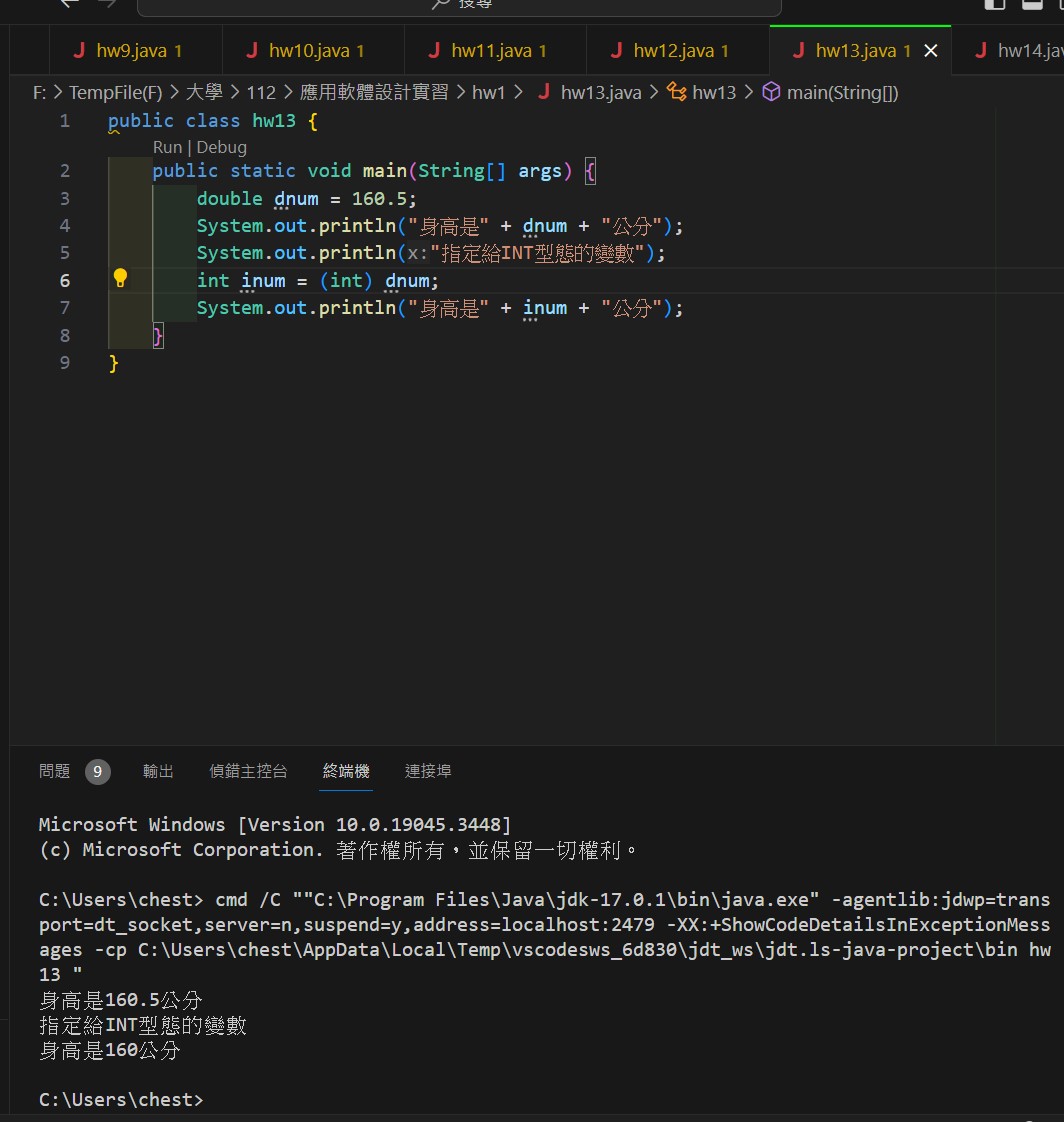 搜尋
hw9.java 1 hw10.java 1 hw11.java 1 hw12.java 1 hw13.java 1 hw14.jav
F: > TempFile(F) > 大學 > 112 > 應用軟體設計實習 > hw1 > hw13.java > hw13 > main(String[])
1 public class hw13 {
Run | Debug
2 public static void main(String[] args) {
3 double dnum = 160.5;
4 System.out.println("身高是" + dnum + "公分");
5 System.out.println(x:"指定給INT型態的變數");
6 int inum = (int) dnum;
7 System.out.println("身高是" + inum + "公分");
8 }
9 }
問題 9 輸出 偵錯主控台 終端機 連接埠
Microsoft Windows [Version 10.0.19045.3448]
(c) Microsoft Corporation. 著作權所有，並保留一切權利。
C:\Users\chest> cmd /C ""C:\Program Files\Java\jdk-17.0.1\bin\java.exe" -agentlib:jdwp=trans
port=dt_socket,server=n,suspend=y,address=localhost:2479 -XX:+ShowCodeDetailsInExceptionMess
ages -cp C:\Users\chest\AppData\Local\Temp\vscodesws_6d830\jdt_ws\jdt.ls-java-project\bin hw
13 "
身高是160.5公分
指定給INT型態的變數
身高是160公分
C:\Users\chest>